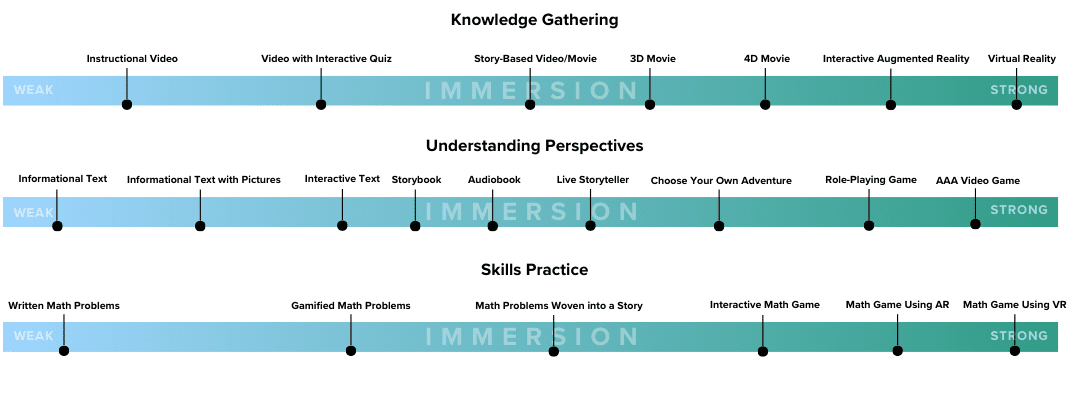 Knowledge Gathering
Instructional Video Video with Interactive Quiz Story-Based Video/Movie 3D Movie 4D Movie Interactive Augmented Reality Virtual Reality
WEAK IMMERSION STRONG
Understanding Perspectives
Informational Text Informational Text with Pictures Interactive Text Storybook Audiobook Live Storyteller Choose Your Own Adventure Role-Playing Game AAA Video Game
WEAK IMMERSION STRONG
Skills Practice
Written Math Problems Gamified Math Problems Math Problems Woven into a Story Interactive Math Game Math Game Using AR Math Game Using VR
WEAK IMMERSION STRONG